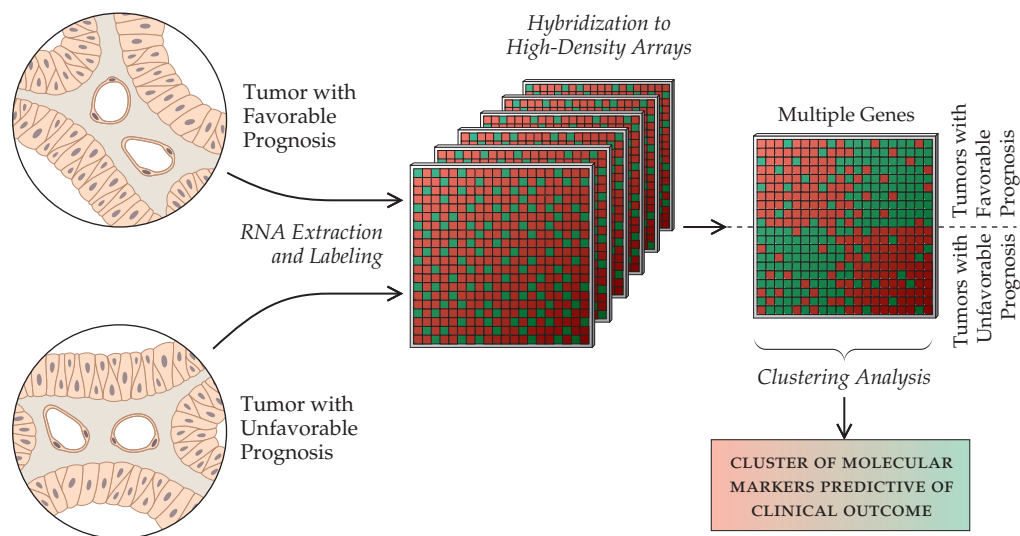 Hybridization to
High-Density Arrays
Tumor with
Favorable
Prognosis
RNA Extraction
and Labeling
Tumor with
Unfavorable
Prognosis
Multiple Genes
Tumors with
Favorable
Prognosis
Tumors with
Unfavorable
Prognosis
Clustering Analysis
CLUSTER OF MOLECULAR
MARKERS PREDICTIVE OF
CLINICAL OUTCOME